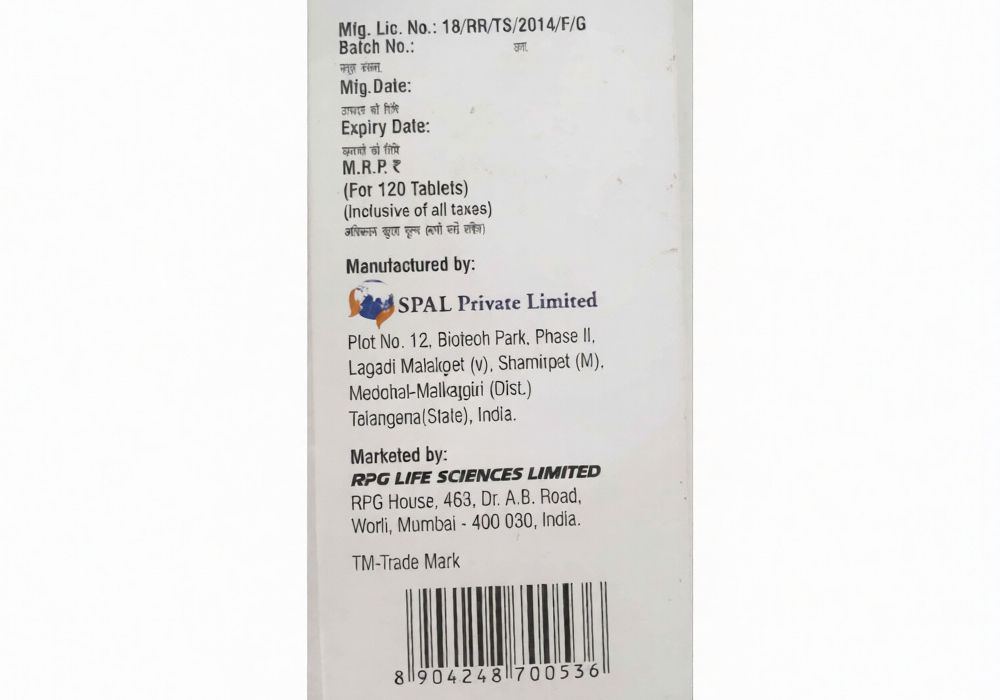 Mfg. Lic. No.: 18/RR/TS/2014/F/G
Batch No.:
Mfg.Date:
Expiry Date:
M.R.P. ₹
(For 120 Tablets)
(Inclusive of all taxes)
Manufactured by:
SPAL Private Limited
Plot No. 12, Biotech Park, Phase II,
Lagadi Malakpet (v), Shamirpet (M),
Medchal-Malkajgiri (Dist.)
Talangena(State), India.
Marketed by:
RPG LIFE SCIENCES LIMITED
RPG House, 463, Dr. A.B. Road,
Worli, Mumbai - 400 030, India.
TM-Trade Mark
8 904248 700536